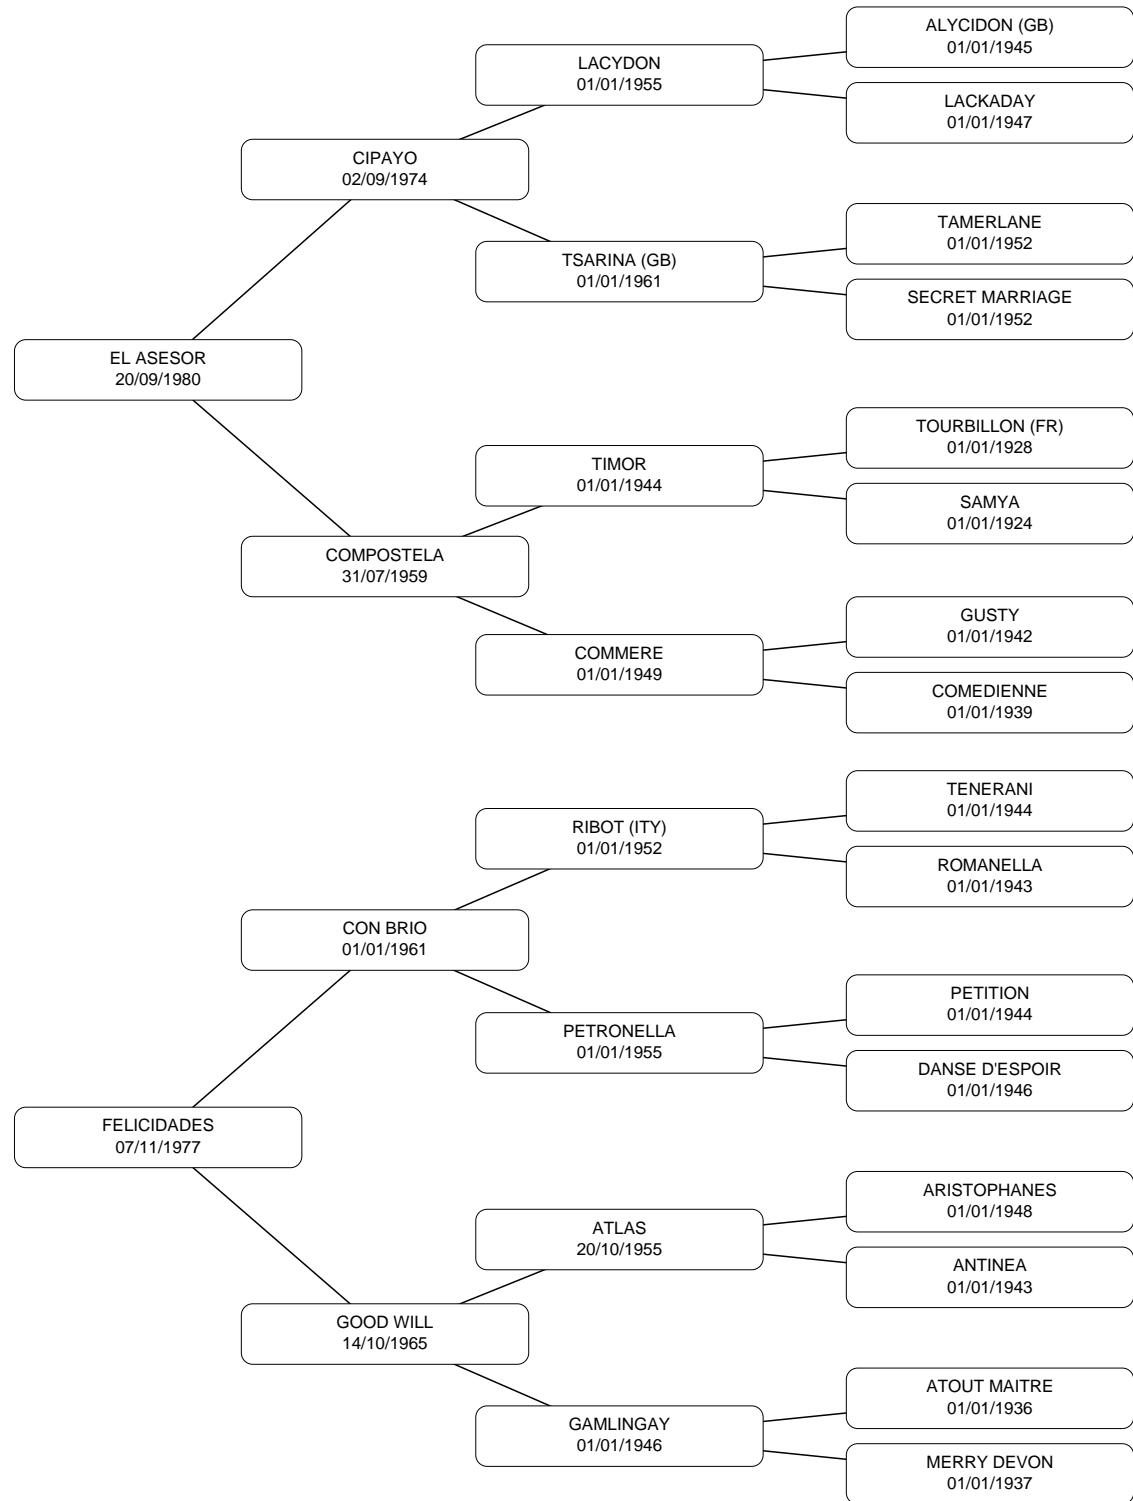 ALYCIDON (GB)
01/01/1945
LACYDON
01/01/1955
LACKADAY
01/01/1947
CIPAYO
02/09/1974
TAMERLANE
01/01/1952
TSARINA (GB)
01/01/1961
SECRET MARRIAGE
01/01/1952
EL ASESOR
20/09/1980
TOURBILLON (FR)
01/01/1928
TIMOR
01/01/1944
SAMYA
01/01/1924
COMPOSTELA
31/07/1959
GUSTY
01/01/1942
COMMERE
01/01/1949
COMEDIENNE
01/01/1939
TENERANI
01/01/1944
RIBOT (ITY)
01/01/1952
ROMANELLA
01/01/1943
CON BRIO
01/01/1961
PETITION
01/01/1944
PETRONELLA
01/01/1955
DANSE D'ESPOIR
01/01/1946
FELICIDADES
07/11/1977
ARISTOPHANES
01/01/1948
ATLAS
20/10/1955
ANTINEA
01/01/1943
GOOD WILL
14/10/1965
ATOUT MAITRE
01/01/1936
GAMLINGAY
01/01/1946
MERRY DEVON
01/01/1937